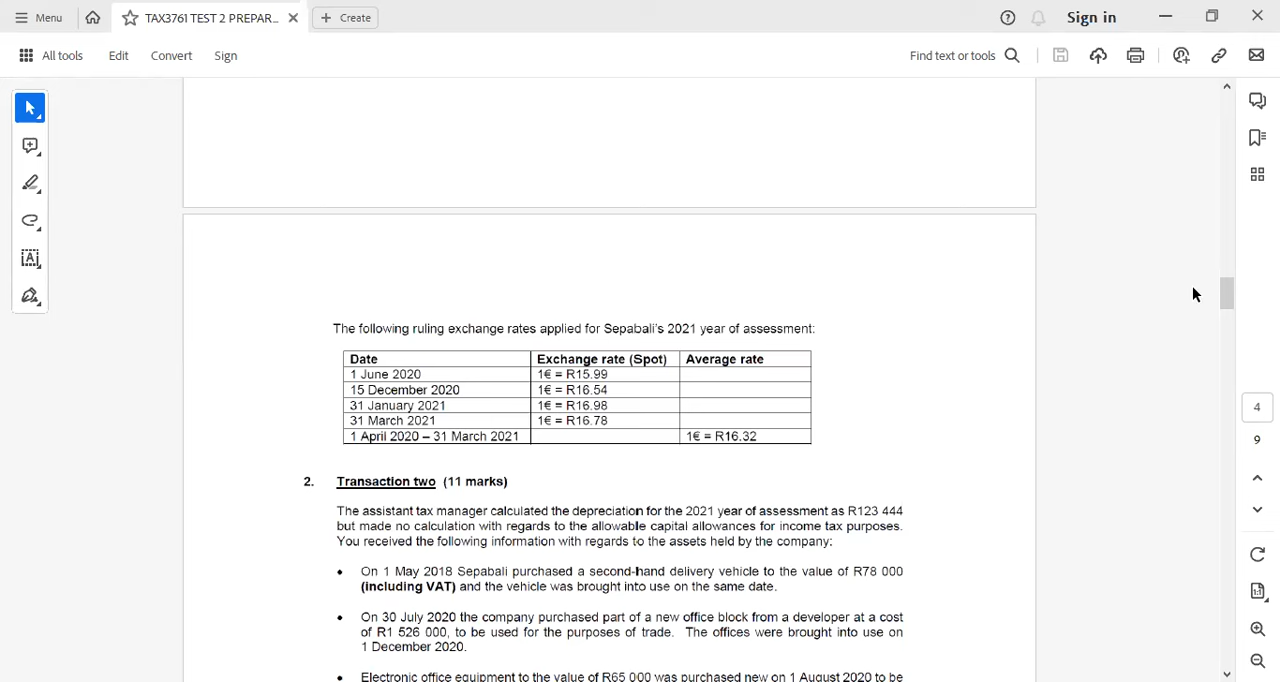 Menu
TAX3761 TEST 2 PREPAR...
Create
Sign in
All tools
Edit
Convert
Sign
Find text or tools
The following ruling exchange rates applied for Sepabali's 2021 year of assessment:
Date Exchange rate (Spot) Average rate
1 June 2020 1€ = R15.99
15 December 2020 1€ = R16.54
31 January 2021 1€ = R16.98
31 March 2021 1€ = R16.78
1 April 2020 – 31 March 2021 1€ = R16.32
2. Transaction two (11 marks)
The assistant tax manager calculated the depreciation for the 2021 year of assessment as R123 444
but made no calculation with regards to the allowable capital allowances for income tax purposes.
You received the following information with regards to the assets held by the company:
• On 1 May 2018 Sepabali purchased a second-hand delivery vehicle to the value of R78 000
(including VAT) and the vehicle was brought into use on the same date.
• On 30 July 2020 the company purchased part of a new office block from a developer at a cost
of R1 526 000, to be used for the purposes of trade. The offices were brought into use on
1 December 2020.
• Electronic office equipment to the value of R65 000 was purchased new on 1 August 2020 to be
4
9